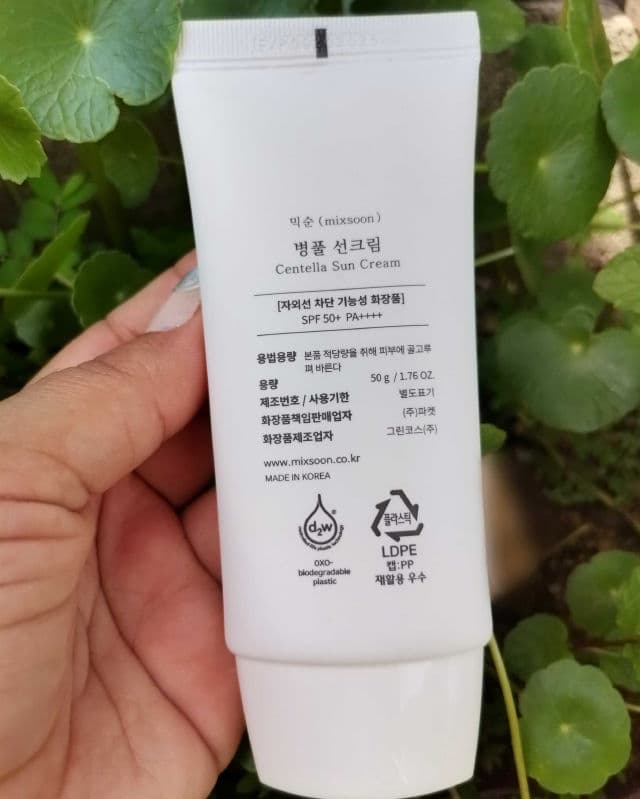 믹순 (mixsoon)
병풀 선크림
Centella Sun Cream
[자외선 차단 기능성 화장품]
SPF 50+ PA++++
용법용량 본품 적당량을 취해 피부에 골고루
펴 바른다
용량 50 g / 1.76 OZ.
제조번호 / 사용기한 별도표기
화장품책임판매업자 (주)파켓
화장품제조업자 그린코스(주)
www.mixsoon.co.kr
MADE IN KOREA
d2w
OXO-
biodegradable
plastic
플라스틱
LDPE
캡:PP
재활용 우수